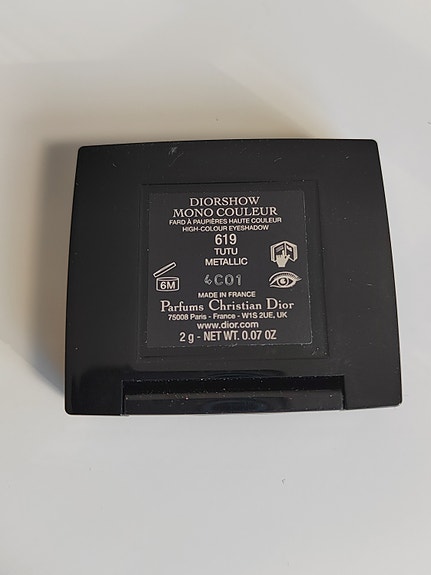 DIORSHOW
MONO COULEUR
FARD À PAUPIÈRES HAUTE COULEUR
HIGH-COLOUR EYESHADOW
619
TUTU
METALLIC
6M
4C01
MADE IN FRANCE
Parfums Christian Dior
75008 Paris - France - W1S 2UE, UK
www.dior.com
2 g - NET WT. 0.07 OZ